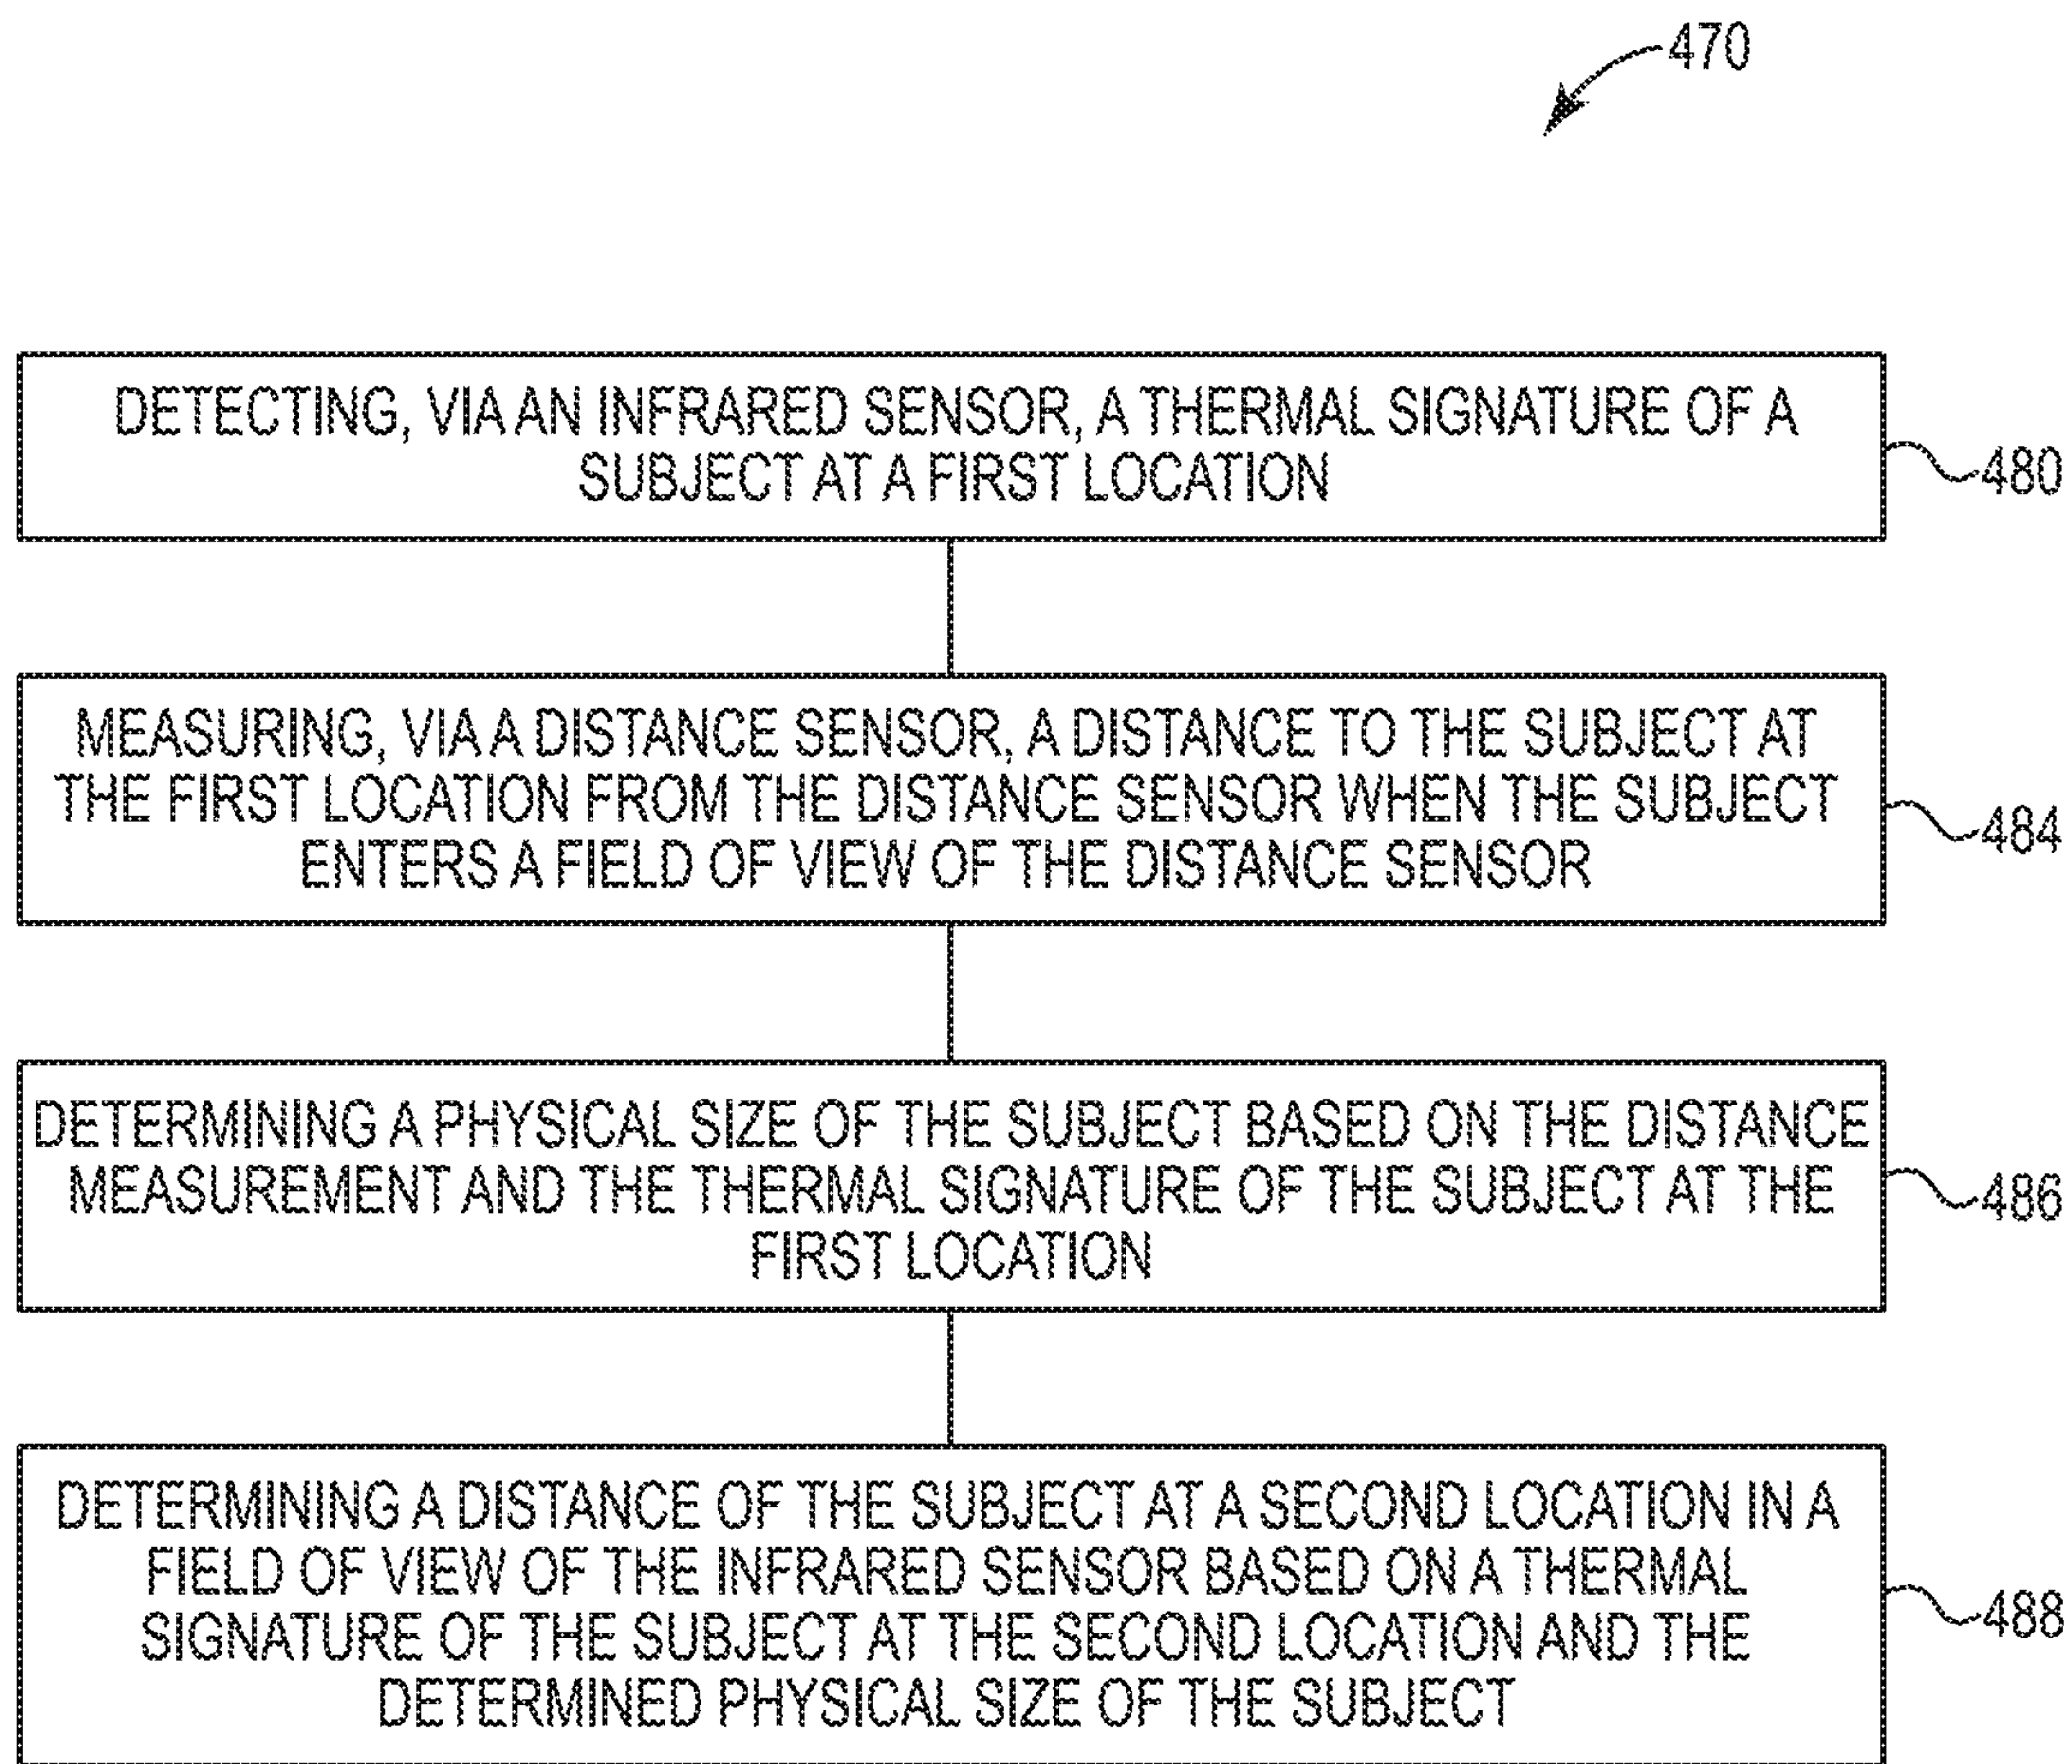 470
DETECTING, VIA AN INFRARED SENSOR, A THERMAL SIGNATURE OF A
SUBJECT AT A FIRST LOCATION
480
MEASURING, VIA A DISTANCE SENSOR, A DISTANCE TO THE SUBJECT AT
THE FIRST LOCATION FROM THE DISTANCE SENSOR WHEN THE SUBJECT
ENTERS A FIELD OF VIEW OF THE DISTANCE SENSOR
484
DETERMINING A PHYSICAL SIZE OF THE SUBJECT BASED ON THE DISTANCE
MEASUREMENT AND THE THERMAL SIGNATURE OF THE SUBJECT AT THE
FIRST LOCATION
486
DETERMINING A DISTANCE OF THE SUBJECT AT A SECOND LOCATION IN A
FIELD OF VIEW OF THE INFRARED SENSOR BASED ON A THERMAL
SIGNATURE OF THE SUBJECT AT THE SECOND LOCATION AND THE
DETERMINED PHYSICAL SIZE OF THE SUBJECT
488